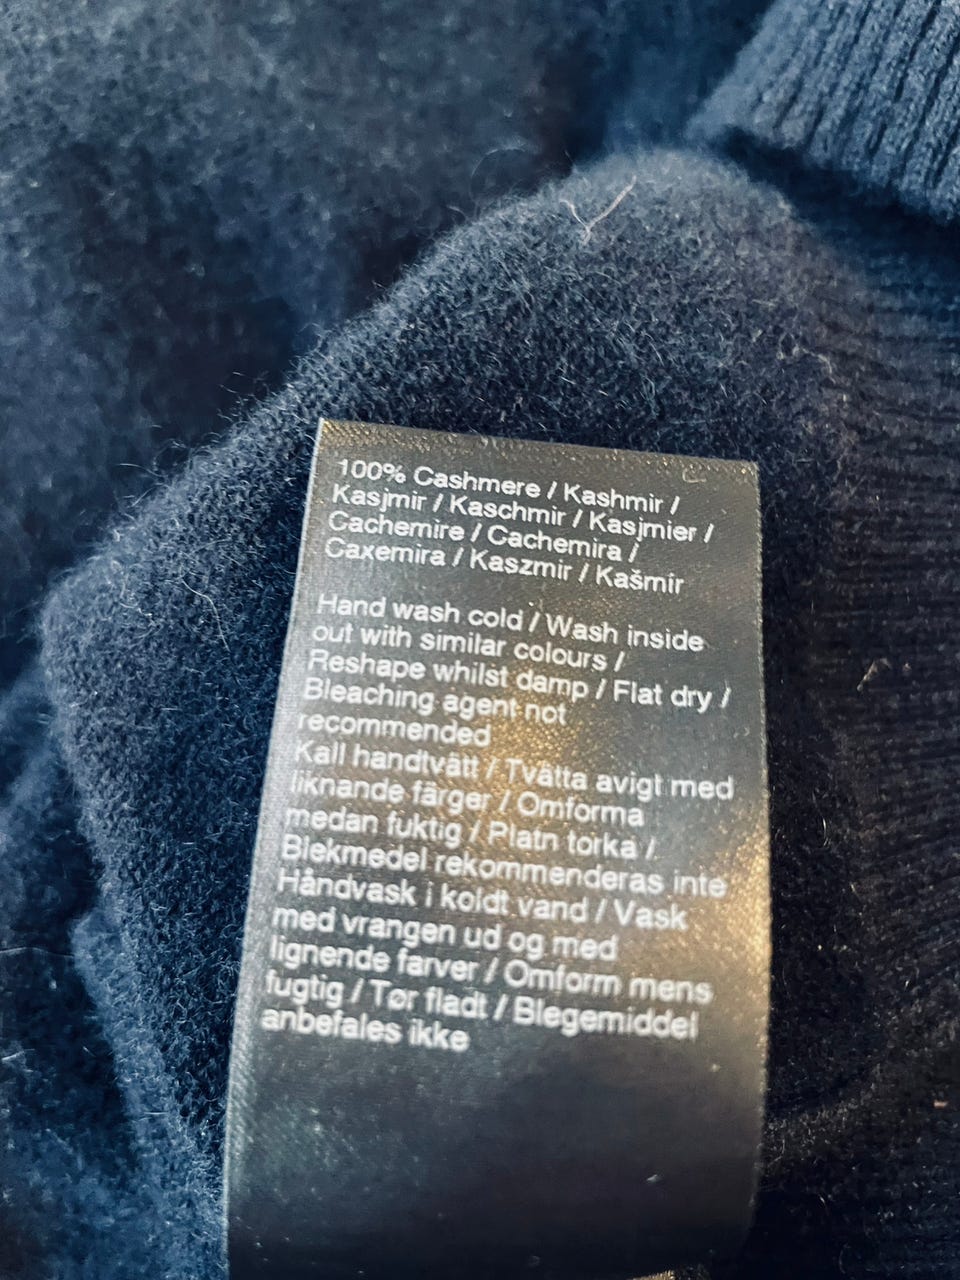 100% Cashmere / Kashmir /
Kasjmir / Kaschmir / Kasjmier /
Cachemire / Cachemira /
Caxemira / Kaszmir / Kašmir
Hand wash cold / Wash inside
out with similar colours /
Reshape whilst damp / Flat dry /
Bleaching agent not
recommended
Kall handtvätt / Tvätta avigt med
liknande färger / Omforma
medan fuktig / Platn torka /
Blekmedel rekommenderas inte
Håndvask i koldt vand / Vask
med vrangen ud og med
lignende farver / Omform mens
fugtig / Tør fladt / Blegemiddel
anbefales ikke